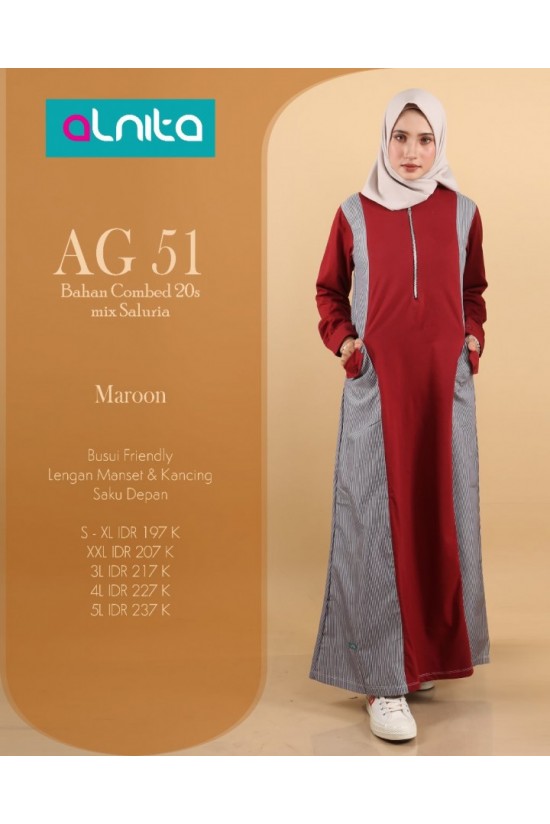 alnita
AG 51
Bahan Combed 20s
mix Saluria
Maroon
Busui Friendly
Lengan Manset & Kancing
Saku Depan
S - XL IDR 197 K
XXL IDR 207 K
3L IDR 217 K
4L IDR 227 K
5L IDR 237 K